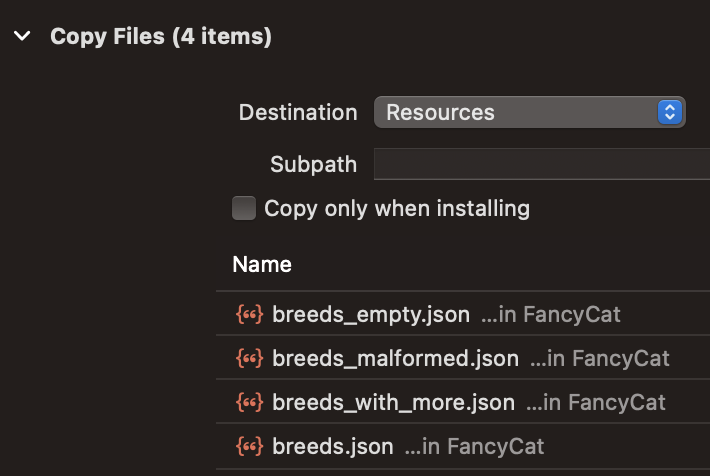 Copy Files (4 items)
Destination Resources
Subpath
Copy only when installing
Name
breeds_empty.json ...in FancyCat
breeds_malformed.json ...in FancyCat
breeds_with_more.json ...in FancyCat
breeds.json ...in FancyCat